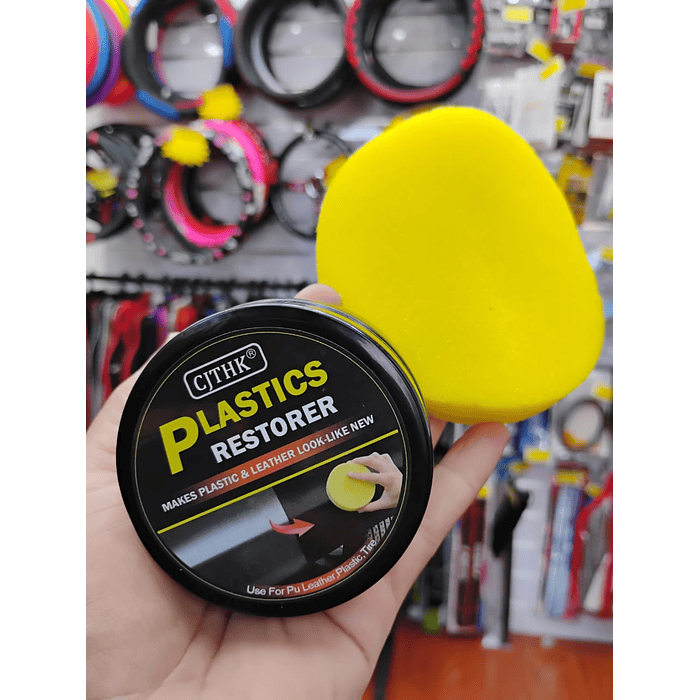 CJTHK®
PLASTICS
RESTORER
MAKES PLASTIC & LEATHER LOOK-LIKE NEW
Use For Pu Leather,Plastic,Tire